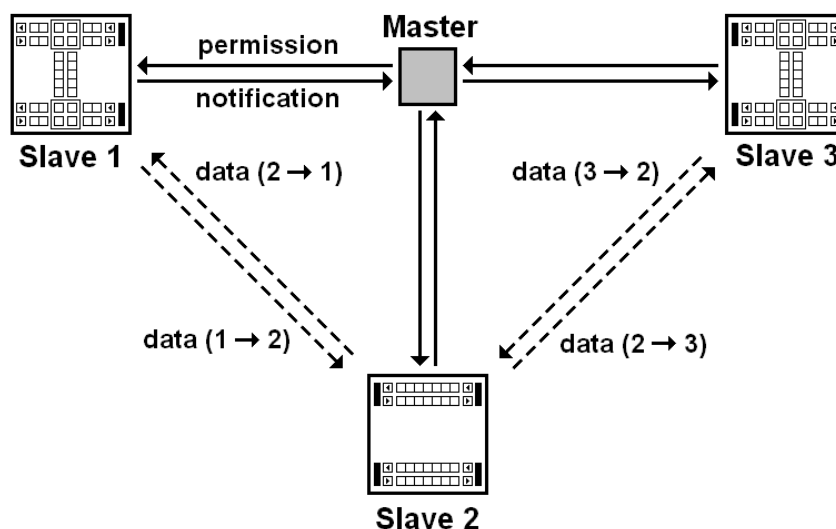 Master
permission
notification
Slave 1
Slave 3
data (2 → 1)
data (3 → 2)
data (1 → 2)
data (2 → 3)
Slave 2